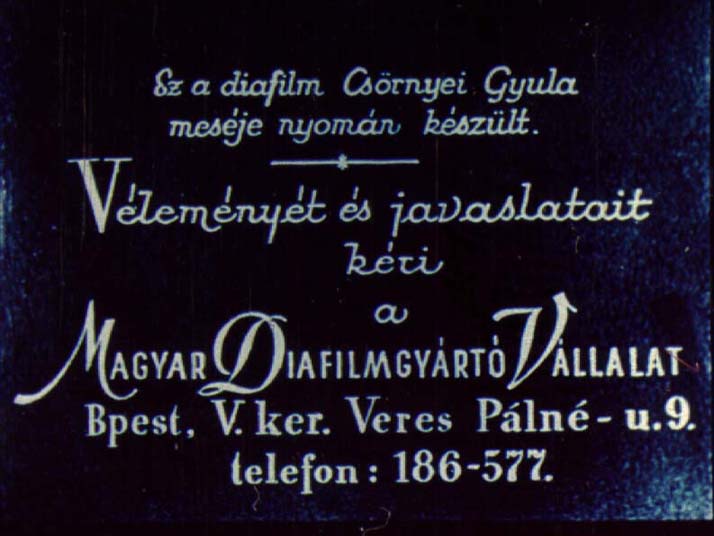 Ez a diafilm Csörnyei Gyula
meséje nyomán készült.
Véleményét és javaslatait
kéri
a
MAGYAR DIAFILMGYÁRTÓ VÁLLALAT
Bpest, V. ker. Veres Pálné-u. 9.
telefon: 186-577.